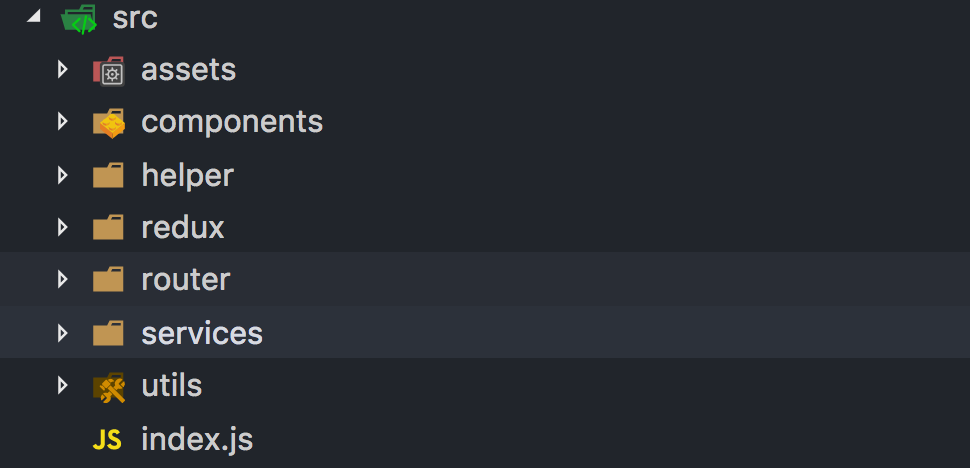 src
assets
components
helper
redux
router
services
utils
JS index.js